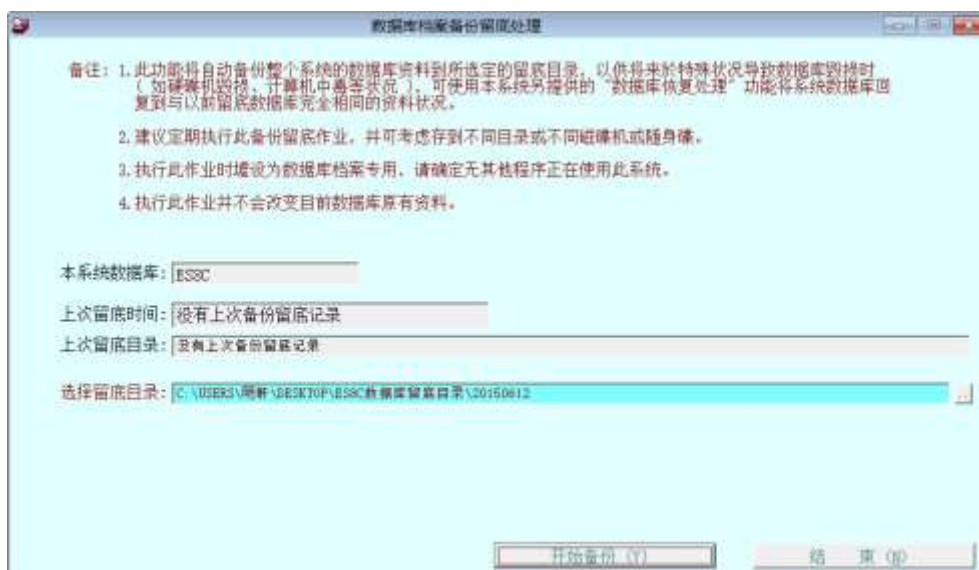 数据库档案备份留底处理
备注: 1.此功能将自动备份整个系统的数据库资料到所选定的留底目录，以供将来於特殊状况导致数据库毁损时
( 如硬碟机毁损、计算机中毒等状况 )，可使用本系统另提供的“数据库恢复处理”功能将系统数据库回
复到与以前留底数据库完全相同的资料状况。
2.建议定期执行此备份留底作业，并可考虑存到不同目录或不同磁碟机或随身碟。
3.执行此作业时增设为数据库档案专用，请确定无其他程序正在使用此系统。
4.执行此作业并不会改变目前数据库原有资料。
本系统数据库: ESSC
上次留底时间: 没有上次备份留底记录
上次留底目录: 没有上次备份留底记录
选择留底目录: C:\USERS\明轩\DESKTOP\ESSC数据库留底目录\20150612
开始备份 (Y)
结 束 (N)